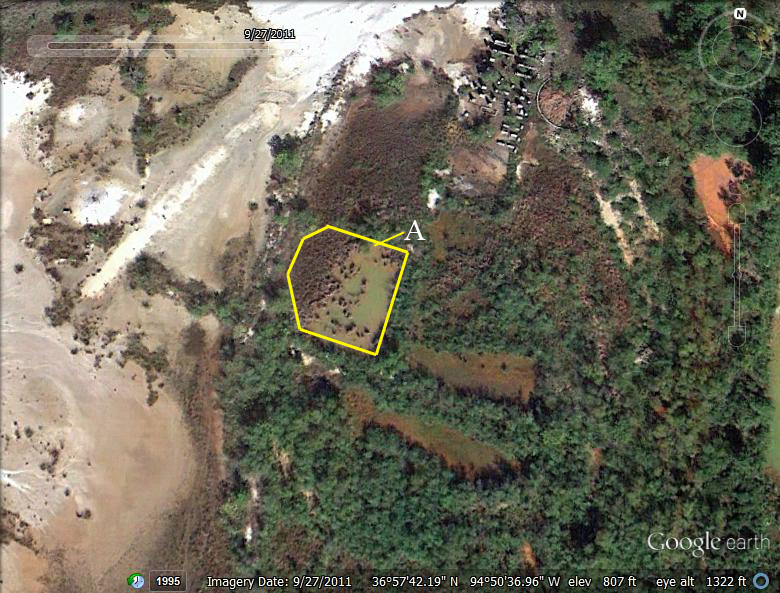 9/27/2011
N
A
Google earth
1995 Imagery Date: 9/27/2011 36°57'42.19" N 94°50'36.96" W elev 807 ft eye alt 1322 ft